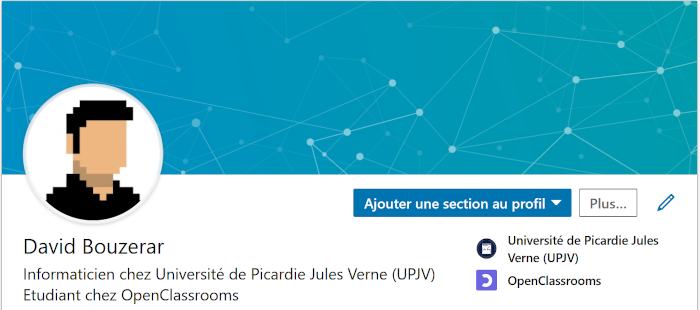 Ajouter une section au profil
Plus...
David Bouzerar
Informaticien chez Université de Picardie Jules Verne (UPJV)
Etudiant chez OpenClassrooms
Université de Picardie Jules
Verne (UPJV)
OpenClassrooms